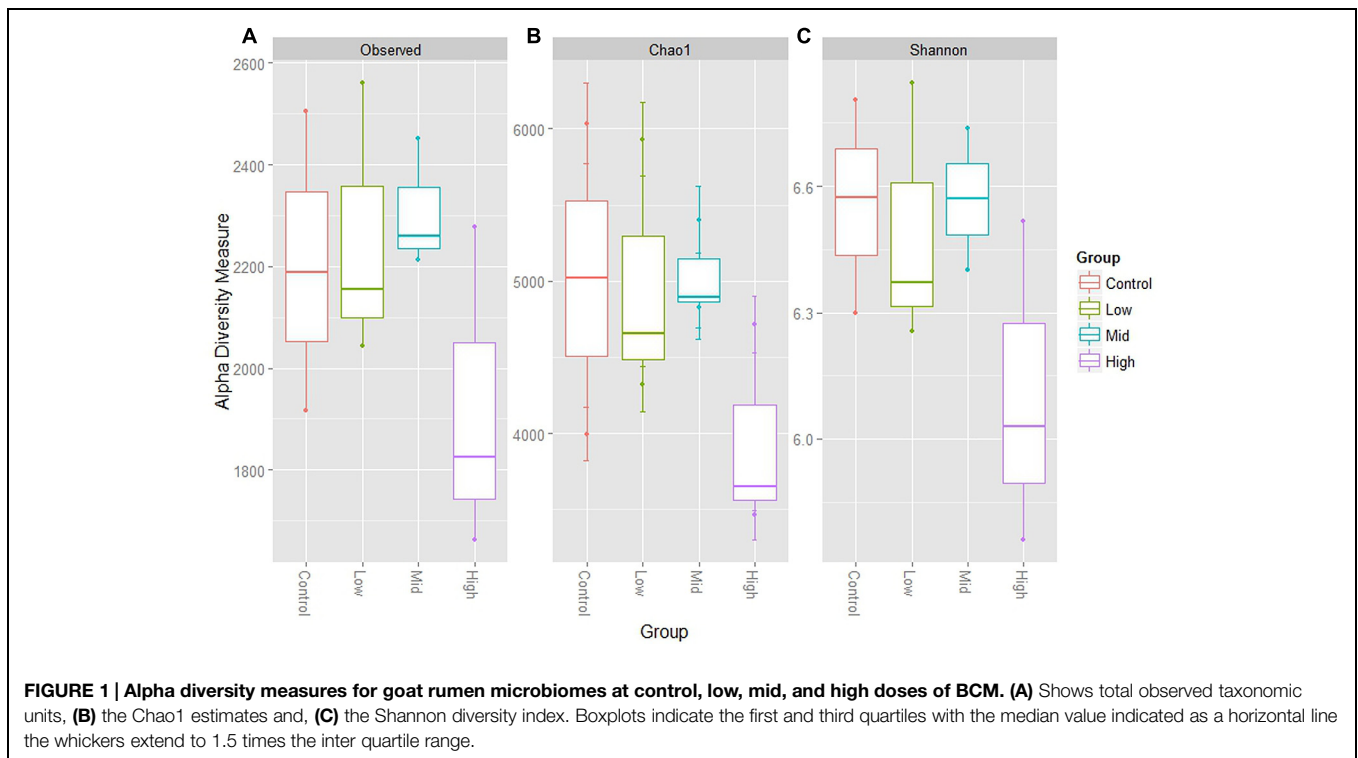 A
B
C
Observed
Chao1
Shannon
Alpha Diversity Measure
2600
2400
2200
2000
1800
6000
5000
4000
6.6
6.3
6.0
Control
Low
Mid
High
Control
Low
Mid
High
Control
Low
Mid
High
Group
Group
Control
Low
Mid
High
FIGURE 1 | Alpha diversity measures for goat rumen microbiomes at control, low, mid, and high doses of BCM. (A) Shows total observed taxonomic
units, (B) the Chao1 estimates and, (C) the Shannon diversity index. Boxplots indicate the first and third quartiles with the median value indicated as a horizontal line
the whickers extend to 1.5 times the inter quartile range.